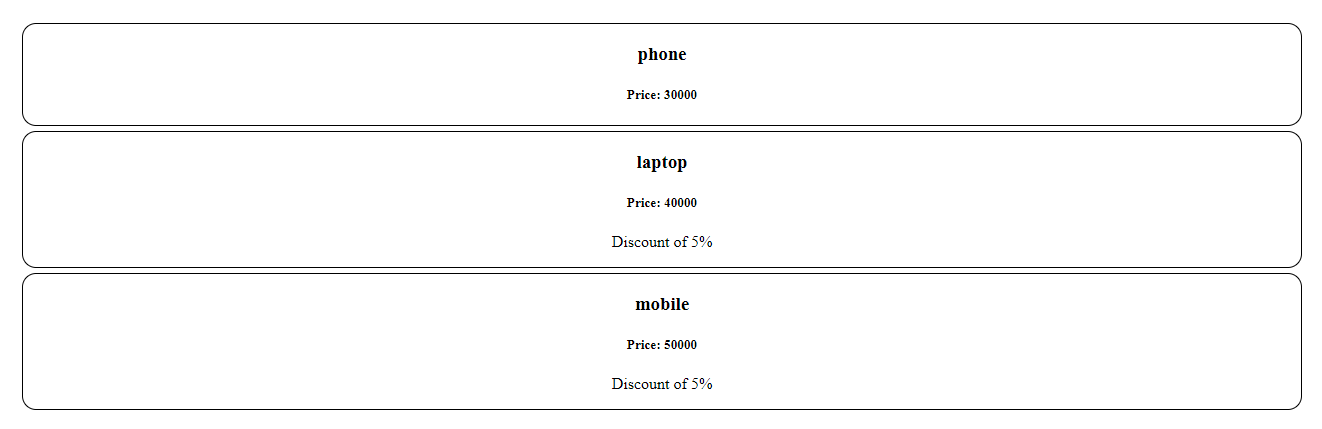 phone
Price: 30000
laptop
Price: 40000
Discount of 5%
mobile
Price: 50000
Discount of 5%